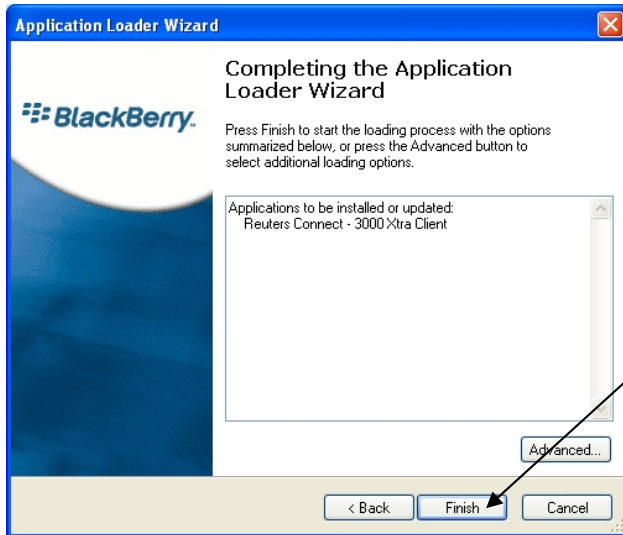 Application Loader Wizard
BlackBerry.
Completing the Application
Loader Wizard
Press Finish to start the loading process with the options
summarized below, or press the Advanced button to
select additional loading options.
Applications to be installed or updated:
Reuters Connect - 3000 Xtra Client
Advanced...
< Back
Finish
Cancel